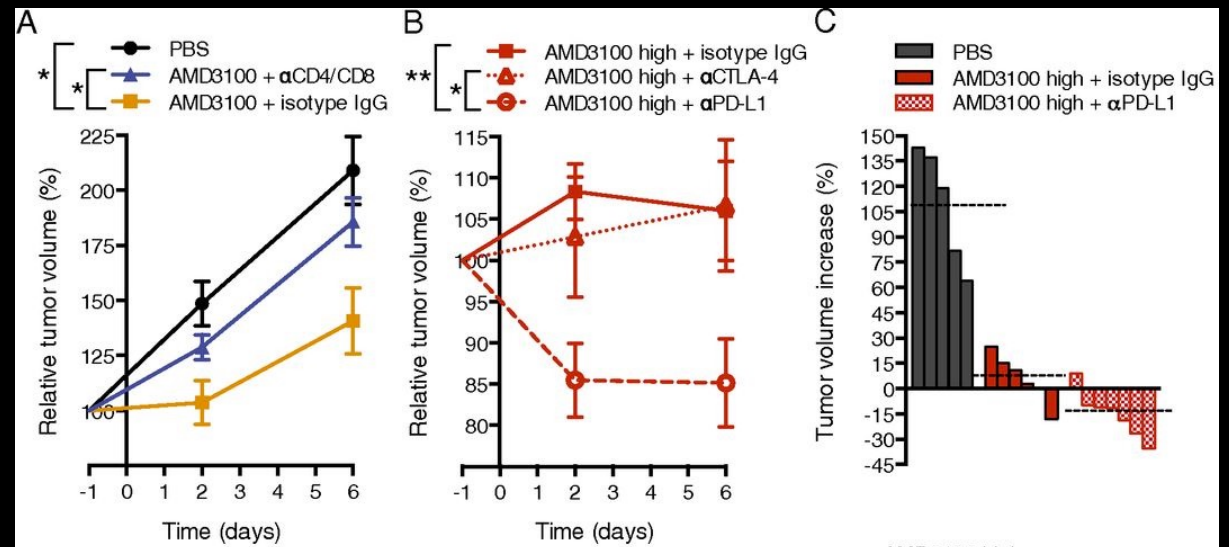 A
PBS
AMD3100 + αCD4/CD8
AMD3100 + isotype IgG
*
*
Relative tumor volume (%)
225
200
175
150
125
100
-1 0 1 2 3 4 5 6
Time (days)
B
AMD3100 high + isotype IgG
AMD3100 high + αCTLA-4
AMD3100 high + αPD-L1
**
*
Relative tumor volume (%)
115
110
105
100
95
90
85
80
-1 0 1 2 3 4 5 6
Time (days)
C
PBS
AMD3100 high + isotype IgG
AMD3100 high + αPD-L1
Tumor volume increase (%)
150
135
120
105
90
75
60
45
30
15
0
-15
-30
-45